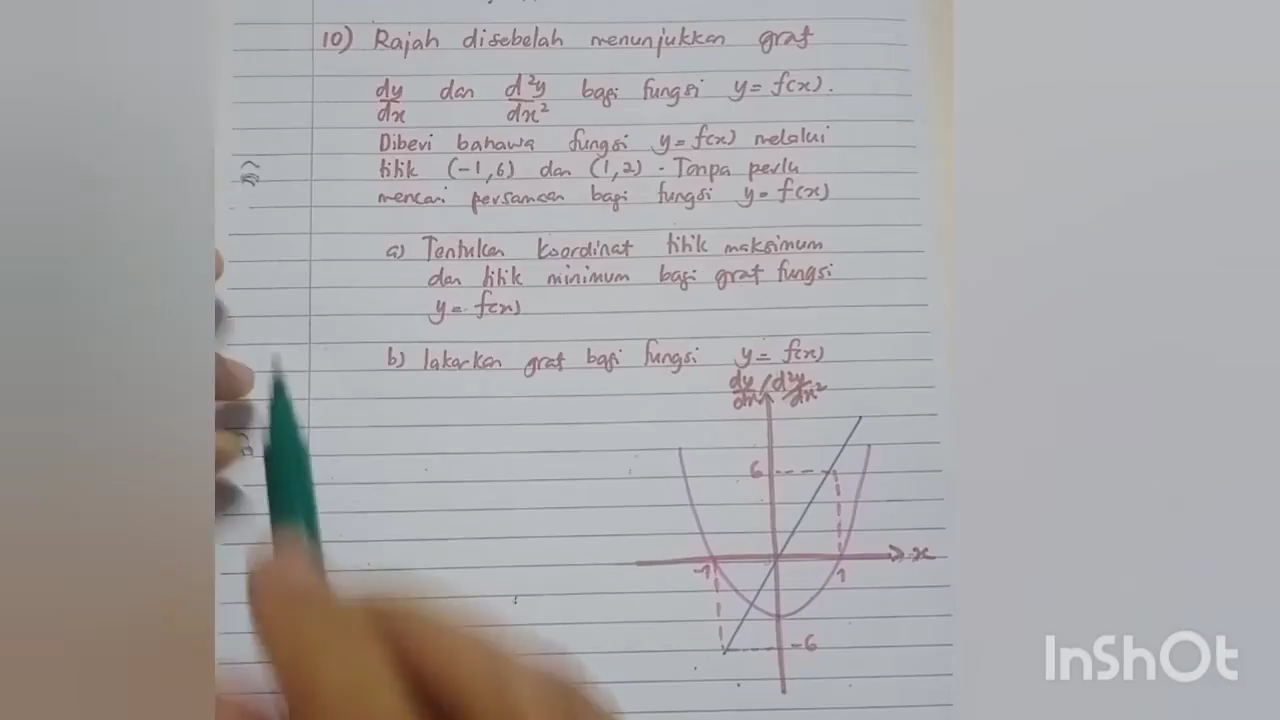 10) Rajah disebelah menunjukkan graf
dy/dx dan d²y/dx² bagi fungsi y = f(x).
Diberi bahawa fungsi y = f(x) melalui
titik (-1,6) dan (1,2). Tanpa perlu
mencari persamaan bagi fungsi y = f(x)
a) Tentukan koordinat titik maksimum
dan titik minimum bagi graf fungsi
y = f(x)
b) lakarkan graf bagi fungsi y = f(x)
dy/dx / d²y/dx²
6
x
-1 1
-6
InShOt